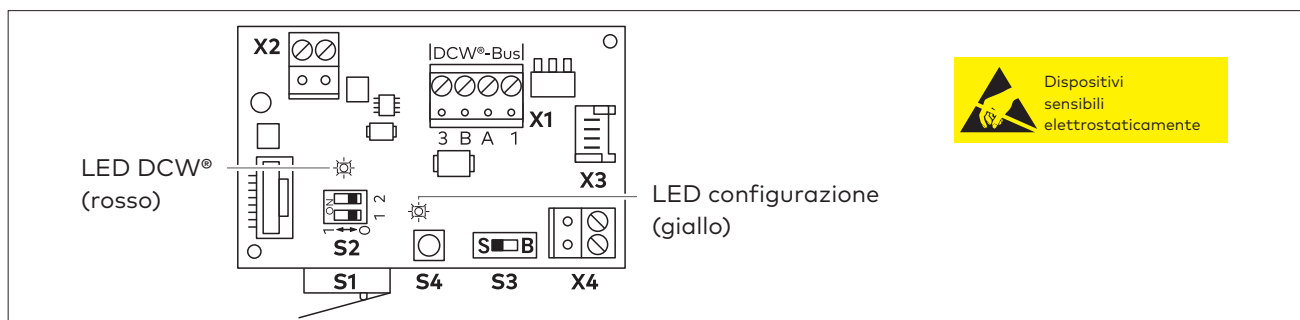 X2
DCW®-Bus
X1
3 B A 1
X3
LED DCW®
(rosso)
LED configurazione
(giallo)
ON
1 2
1 0
S2
S B
S1
S4
S3
X4
Dispositivi
sensibili
elettrostaticamente